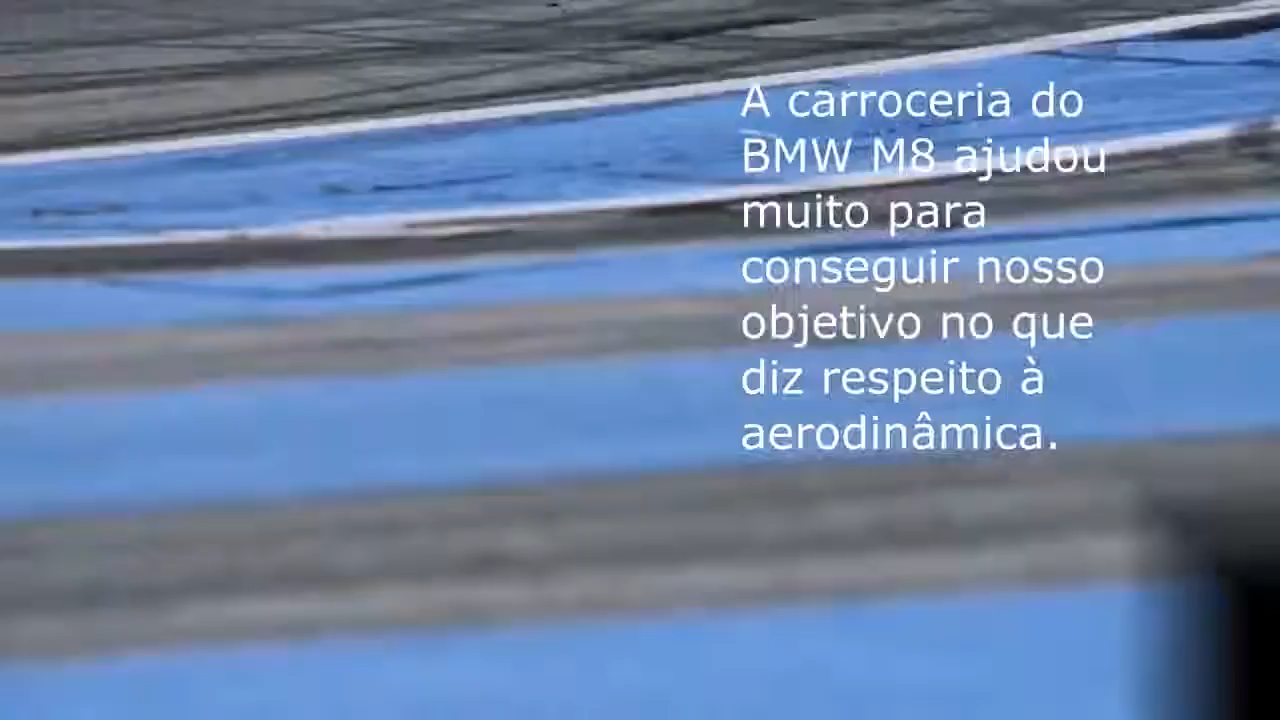 A carroceria do
BMW M8 ajudou
muito para
conseguir nosso
objetivo no que
diz respeito à
aerodinâmica.